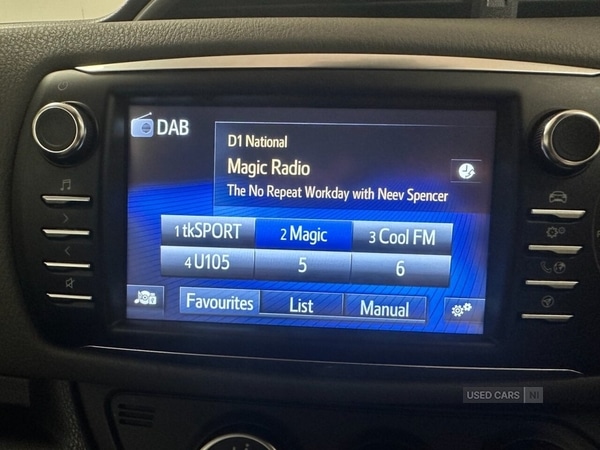 DAB
D1 National
Magic Radio
The No Repeat Workday with Neev Spencer
1 tkSPORT 2 Magic 3 Cool FM
4 U105 5 6
Favourites List Manual
USED CARS NI